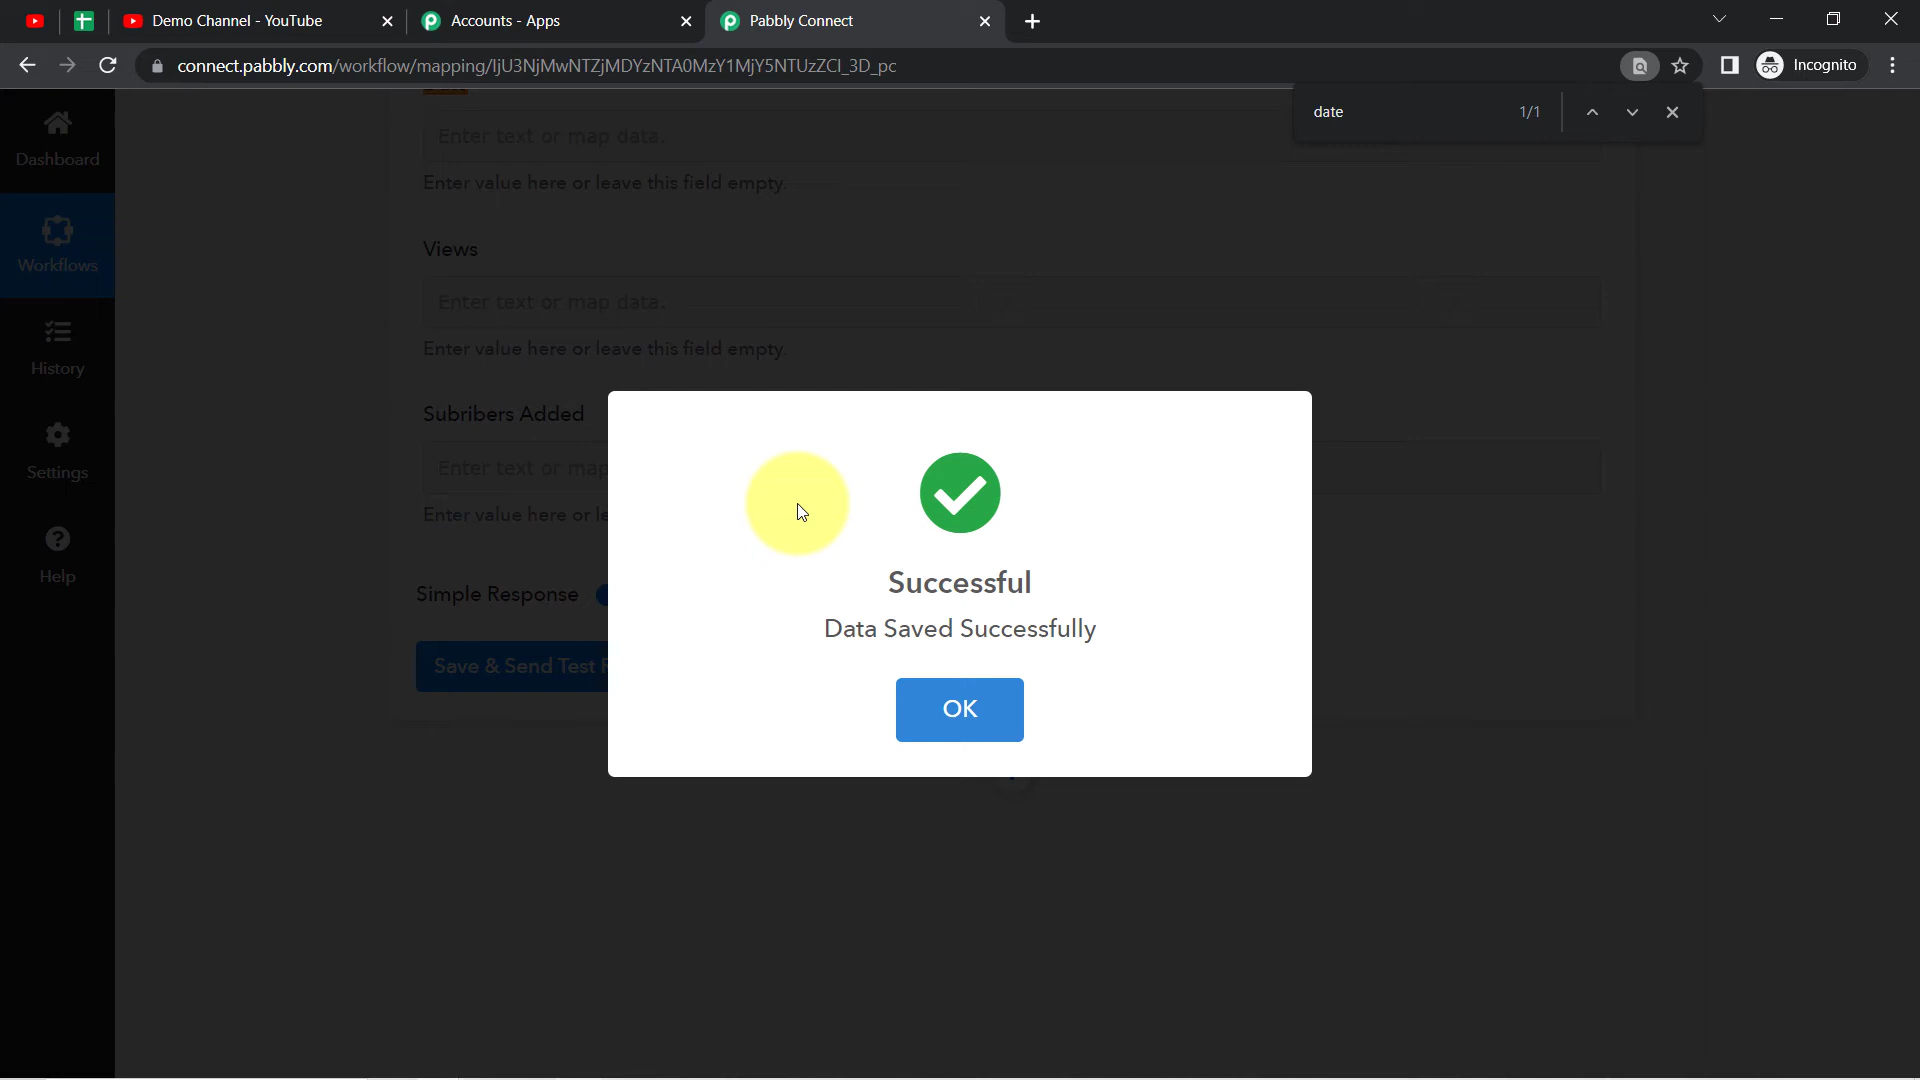 Demo Channel - YouTube
Accounts - Apps
Pabbly Connect
connect.pabbly.com/workflow/mapping/IjU3NjMwNTZjMDYzNTA0MzY1MjY5NTUzZCI_3D_pc
Incognito
date
1/1
Dashboard
Workflows
History
Settings
Help
Enter text or map data.
Enter value here or leave this field empty.
Views
Enter text or map data.
Enter value here or leave this field empty.
Subribers Added
Enter text or map
Enter value here or le
Simple Response
Save & Send Test
Successful
Data Saved Successfully
OK